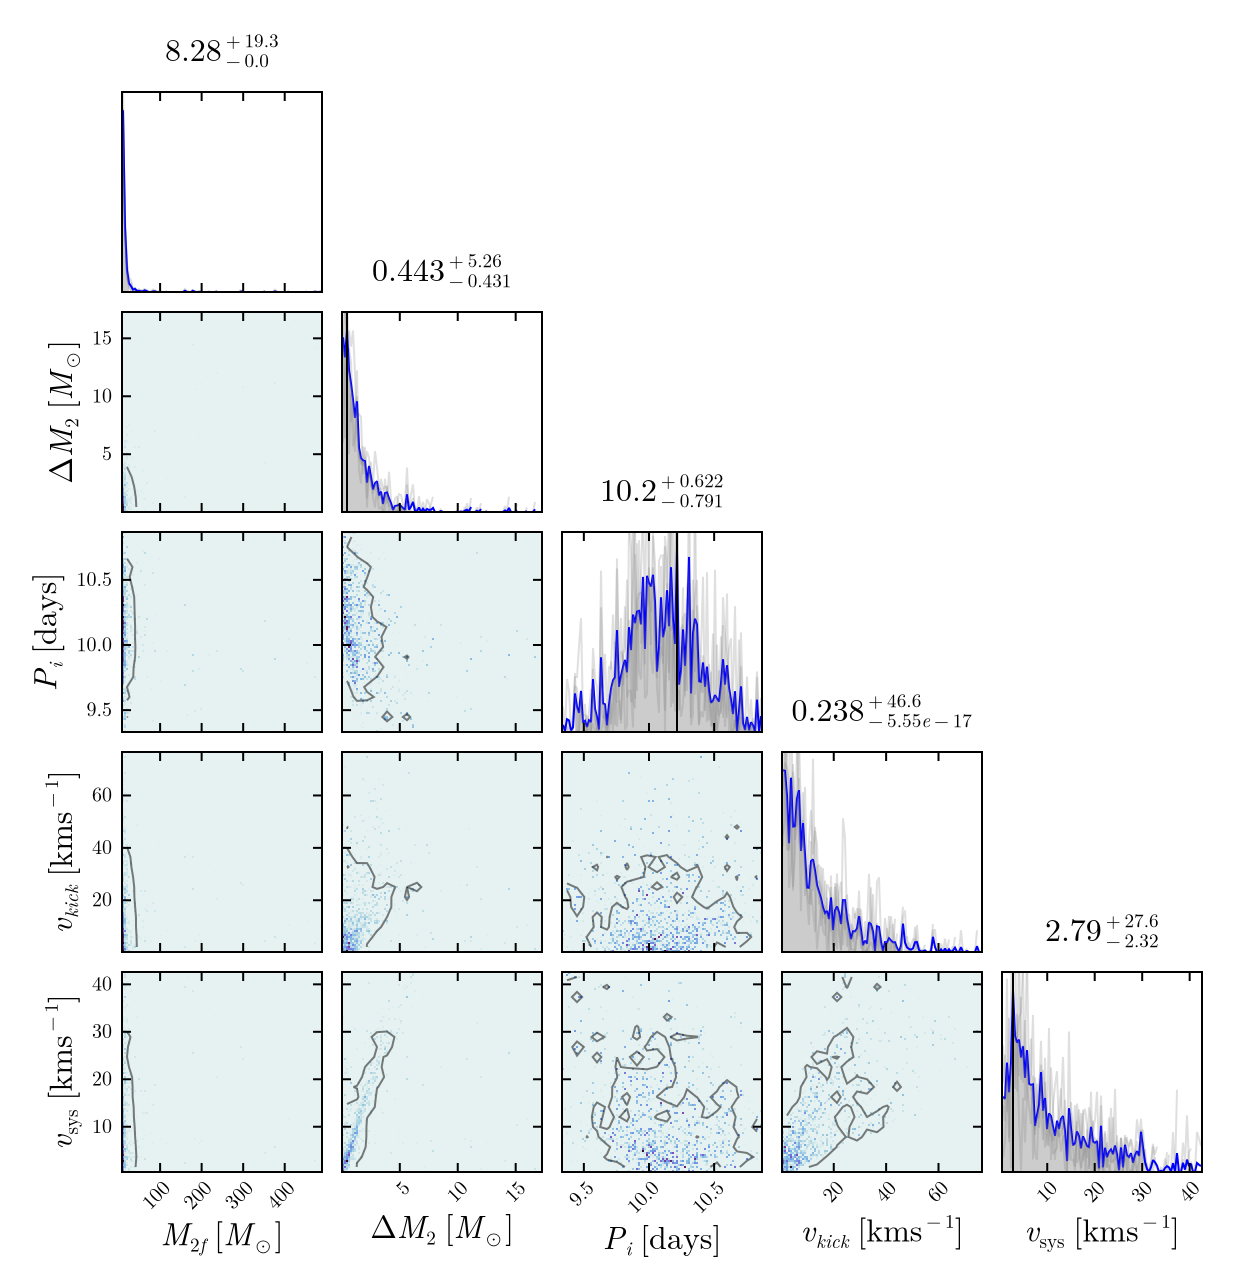 8.28 +19.3 −0.0
0.443 +5.26 −0.431
ΔM2 [M⊙]
15
10
5
10.2 +0.622 −0.791
Pi [days]
10.5
10.0
9.5
0.238 +46.6 −5.55e−17
vkick [kms−1]
60
40
20
2.79 +27.6 −2.32
vsys [kms−1]
40
30
20
10
100 200 300 400
5 10 15
9.5 10.0 10.5
20 40 60
10 20 30 40
M2f [M⊙]
ΔM2 [M⊙]
Pi [days]
vkick [kms−1]
vsys [kms−1]